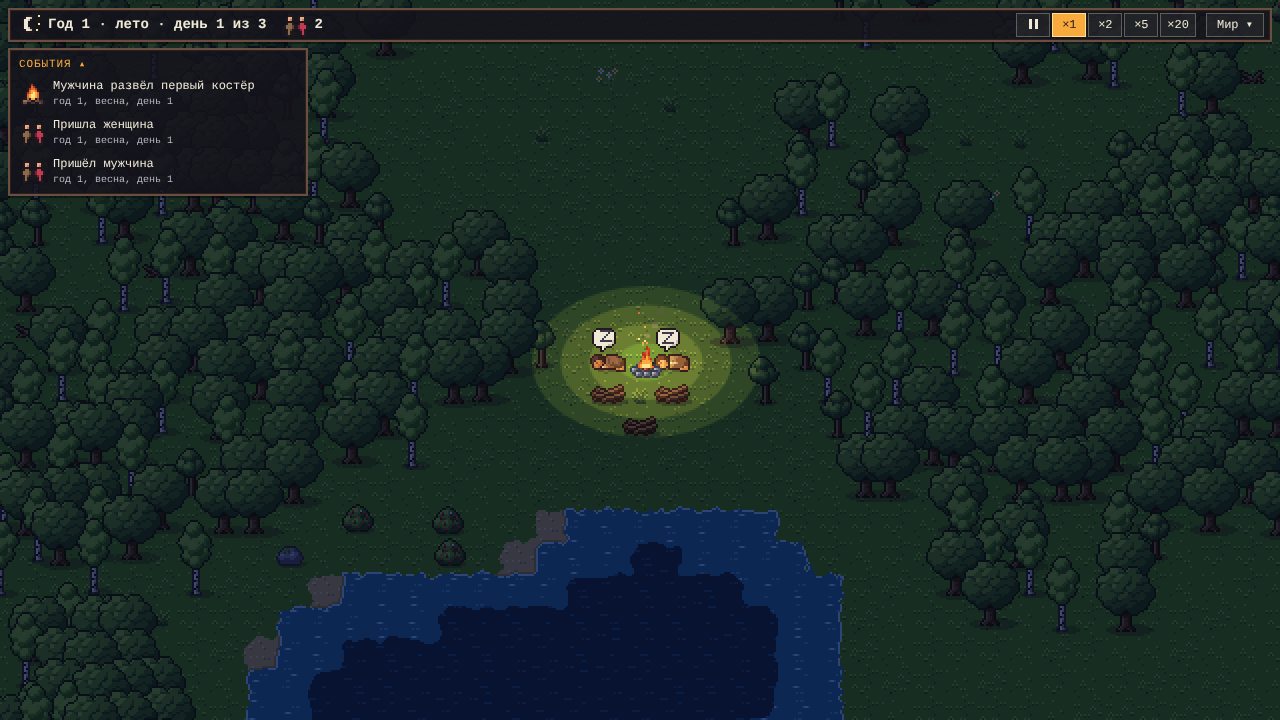 Год 1 · лето · день 1 из 3 2 ×1 ×2 ×5 ×20 Мир ▾
СОБЫТИЯ ▴
Мужчина развёл первый костёр
год 1, весна, день 1
Пришла женщина
год 1, весна, день 1
Пришёл мужчина
год 1, весна, день 1
Z Z